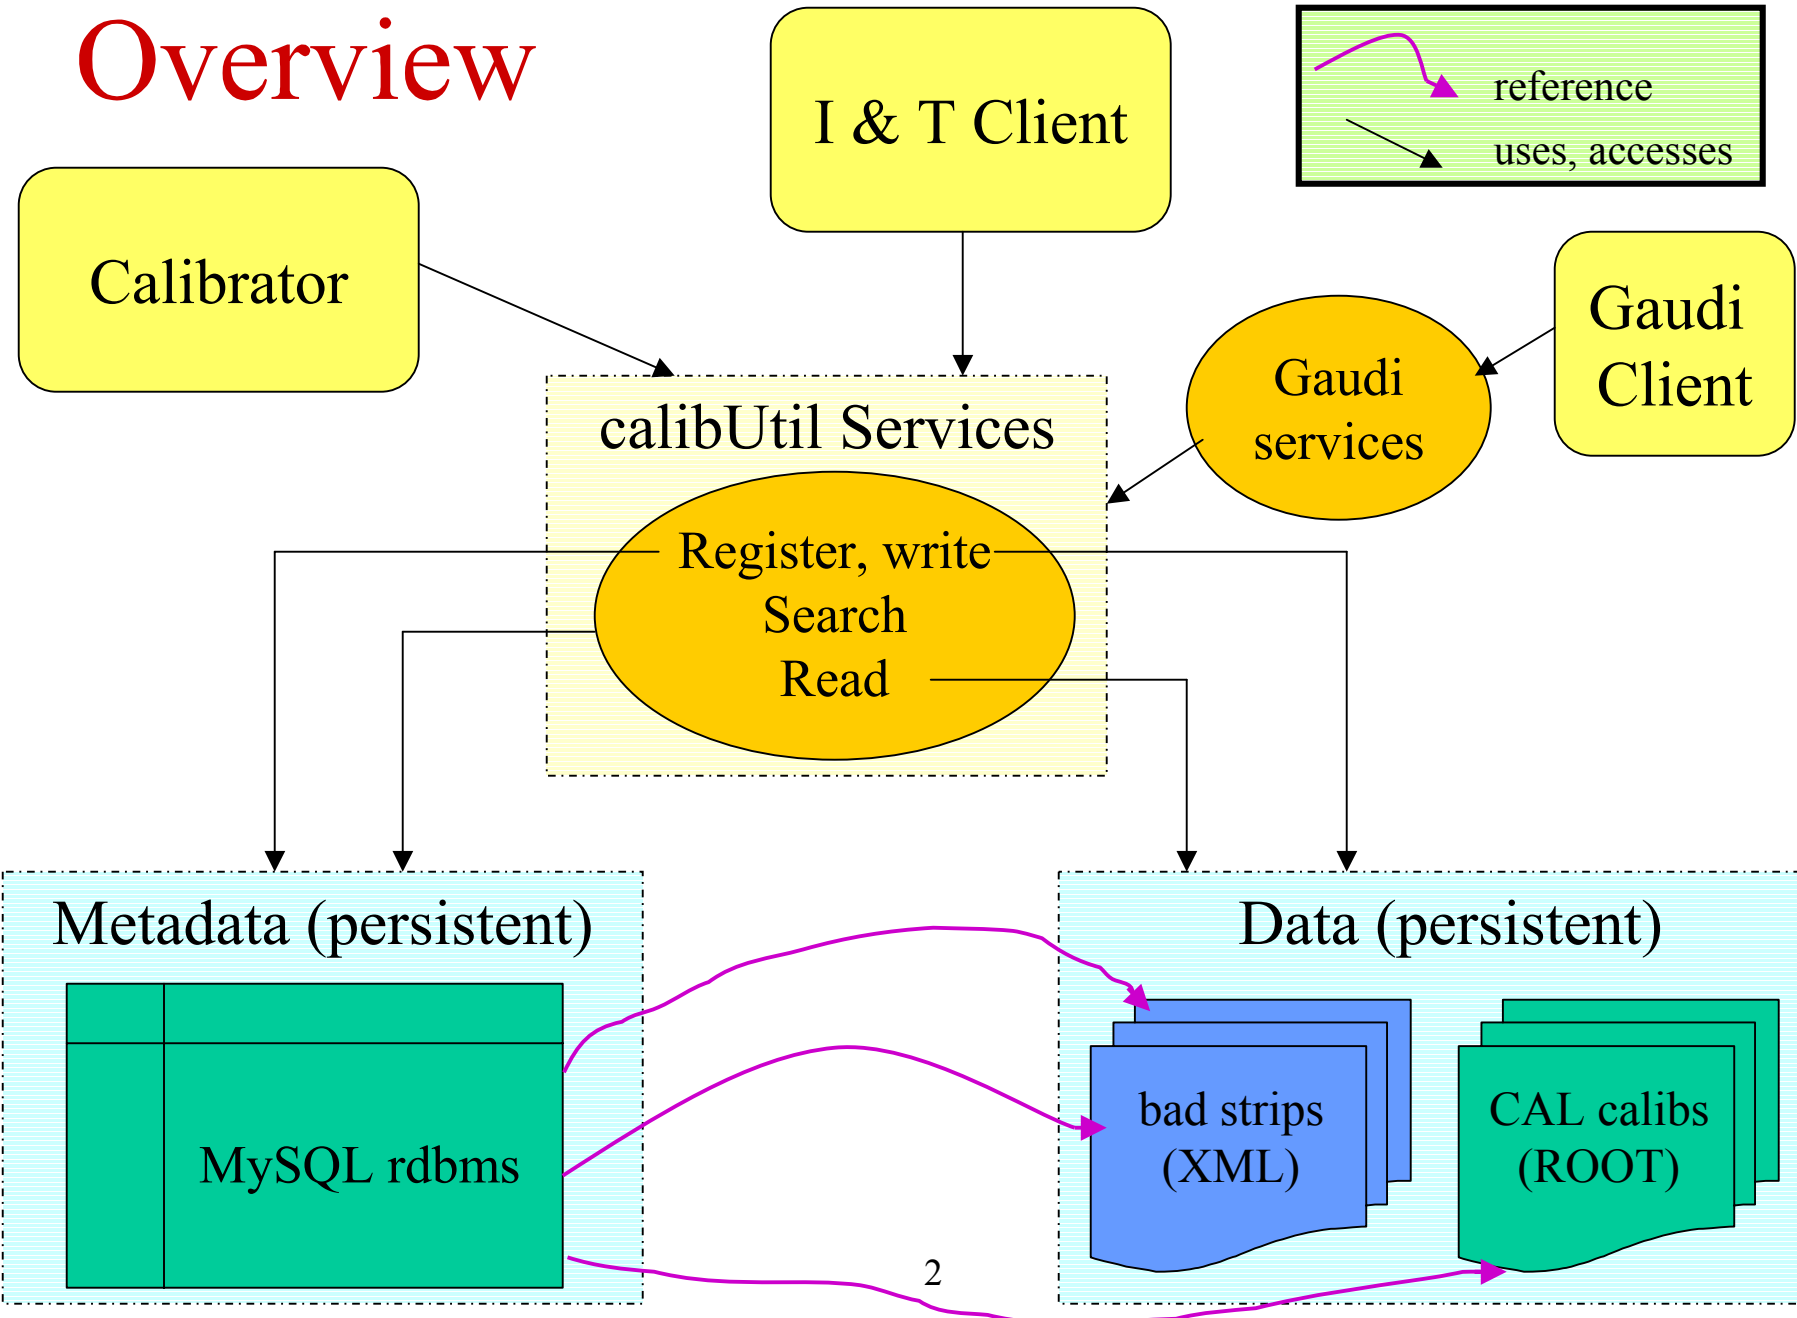 Overview
I & T Client
reference
uses, accesses
Calibrator
Gaudi
Client
Gaudi
services
calibUtil Services
Register, write
Search
Read
Metadata (persistent)
Data (persistent)
MySQL rdbms
bad strips
(XML)
CAL calibs
(ROOT)
2